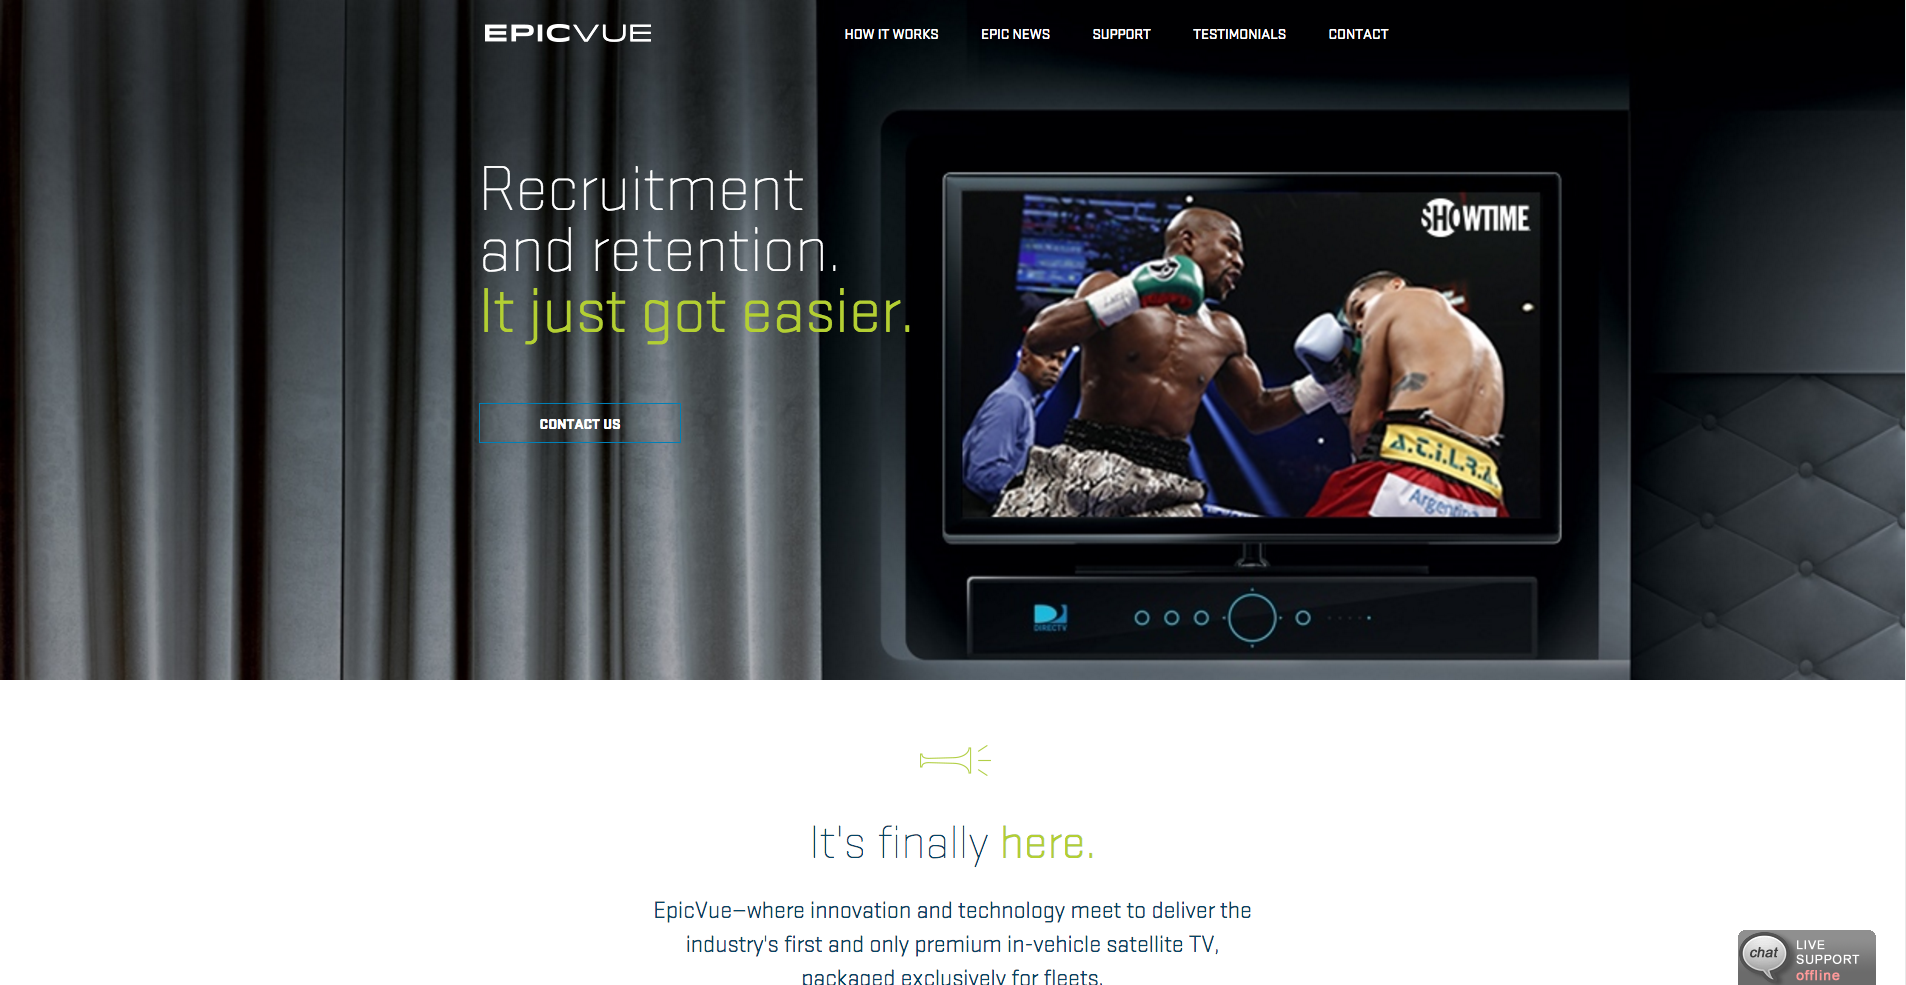 EPICVUE
HOW IT WORKS
EPIC NEWS
SUPPORT
TESTIMONIALS
CONTACT
Recruitment
and retention.
It just got easier.
CONTACT US
SHOWTIME
A.T.I.L.R.A.
Argentina
DIRECTV
It's finally here.
EpicVue—where innovation and technology meet to deliver the
industry's first and only premium in-vehicle satellite TV,
packaged exclusively for fleets.
chat
LIVE
SUPPORT
offline